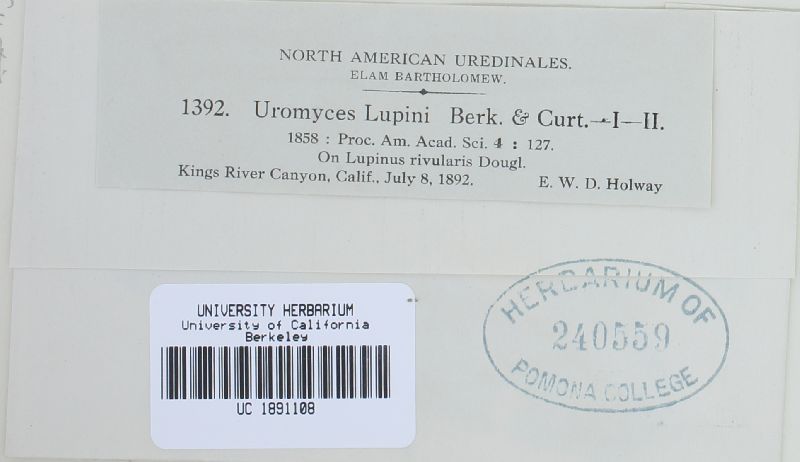 NORTH AMERICAN UREDINALES.
ELAM BARTHOLOMEW.
1392. Uromyces Lupini Berk. & Curt.—I—II.
1858 : Proc. Am. Acad. Sci. 4 : 127.
On Lupinus rivularis Dougl.
Kings River Canyon, Calif., July 8, 1892. E. W. D. Holway
UNIVERSITY HERBARIUM
University of California
Berkeley
UC 1891108
HERBARIUM OF
240559
POMONA COLLEGE